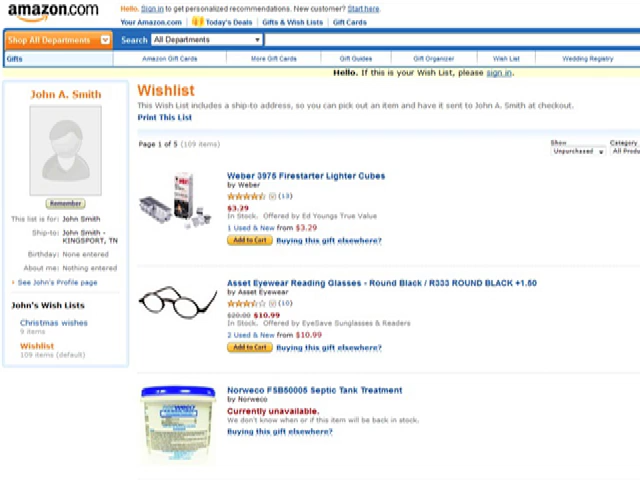 amazon.com
Hello. Sign in to get personalized recommendations. New customer? Start here.
Your Amazon.com Today's Deals Gifts & Wish Lists Gift Cards
Shop All Departments Search All Departments
Gifts Amazon Gift Cards More Gift Cards Gift Guides Gift Organizer Wish List Wedding Registry
Hello. If this is your Wish List, please sign in.
John A. Smith
Remember
This list is for: John Smith
Ship-to: John Smith -
KINGSPORT, TN
Birthday: None entered
About me: Nothing entered
See John's Profile page
John's Wish Lists
Christmas wishes
9 items
Wishlist
109 items (default)
Wishlist
This Wish List includes a ship-to address, so you can pick out an item and have it sent to John A. Smith at checkout.
Print This List
Page 1 of 5 (109 items)
Show Category
Unpurchased All Produ
Weber 3975 Firestarter Lighter Cubes
by Weber
(13)
$3.29
In Stock. Offered by Ed Youngs True Value
1 Used & New from $3.29
Add to Cart Buying this gift elsewhere?
Asset Eyewear Reading Glasses - Round Black / R333 ROUND BLACK +1.50
by Asset Eyewear
(10)
$20.00 $10.99
In Stock. Offered by EyeSave Sunglasses & Readers
2 Used & New from $10.99
Add to Cart Buying this gift elsewhere?
Norweco FSB50005 Septic Tank Treatment
by Norweco
Currently unavailable.
We don't know when or if this item will be back in stock.
Buying this gift elsewhere?